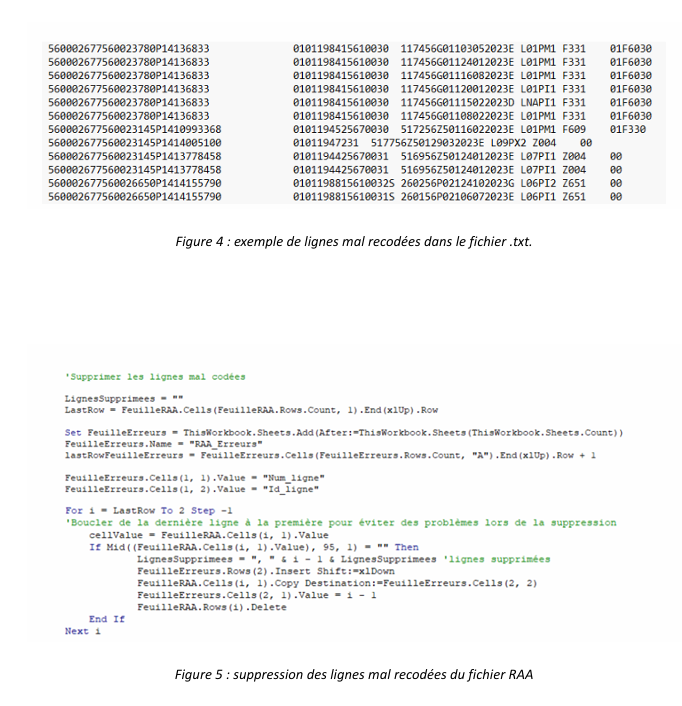 560002677560023780P14136833 0101198415610030 117456G01103052023E L01PM1 F331 01F6030
560002677560023780P14136833 0101198415610030 117456G01124012023E L01PM1 F331 01F6030
560002677560023780P14136833 0101198415610030 117456G01116082023E L01PM1 F331 01F6030
560002677560023780P14136833 0101198415610030 117456G01120012023E L01PI1 F331 01F6030
560002677560023780P14136833 0101198415610030 117456G01115022023D LNAPI1 F331 01F6030
560002677560023780P14136833 0101198415610030 117456G01108022023E L01PM1 F331 01F6030
560002677560023145P1410993368 0101194525670030 517256Z50116022023E L01PM1 F609 01F330
560002677560023145P1414005100 01011947231 517756Z50129032023E L09PX2 Z004 00
560002677560023145P1413778458 0101194425670031 516956Z50124012023E L07PI1 Z004 00
560002677560023145P1413778458 0101194425670031 516956Z50124012023E L07PI1 Z004 00
560002677560026650P1414155790 0101198815610032S 260256P02124102023G L06PI2 Z651 00
560002677560026650P1414155790 0101198815610031S 260156P02106072023E L06PI1 Z651 00
Figure 4 : exemple de lignes mal recodées dans le fichier .txt.
'Supprimer les lignes mal codées
LignesSupprimees = ""
LastRow = FeuilleRAA.Cells(FeuilleRAA.Rows.Count, 1).End(xlUp).Row
Set FeuilleErreurs = ThisWorkbook.Sheets.Add(After:=ThisWorkbook.Sheets(ThisWorkbook.Sheets.Count))
FeuilleErreurs.Name = "RAA_Erreurs"
lastRowFeuilleErreurs = FeuilleErreurs.Cells(FeuilleErreurs.Rows.Count, "A").End(xlUp).Row + 1
FeuilleErreurs.Cells(1, 1).Value = "Num_ligne"
FeuilleErreurs.Cells(1, 2).Value = "Id_ligne"
For i = LastRow To 2 Step -1
'Boucler de la dernière ligne à la première pour éviter des problèmes lors de la suppression
cellValue = FeuilleRAA.Cells(i, 1).Value
If Mid((FeuilleRAA.Cells(i, 1).Value), 95, 1) = "" Then
LignesSupprimees = ", " & i - 1 & LignesSupprimees 'lignes supprimées
FeuilleErreurs.Rows(2).Insert Shift:=xlDown
FeuilleRAA.Cells(i, 1).Copy Destination:=FeuilleErreurs.Cells(2, 2)
FeuilleErreurs.Cells(2, 1).Value = i - 1
FeuilleRAA.Rows(i).Delete
End If
Next i
Figure 5 : suppression des lignes mal recodées du fichier RAA